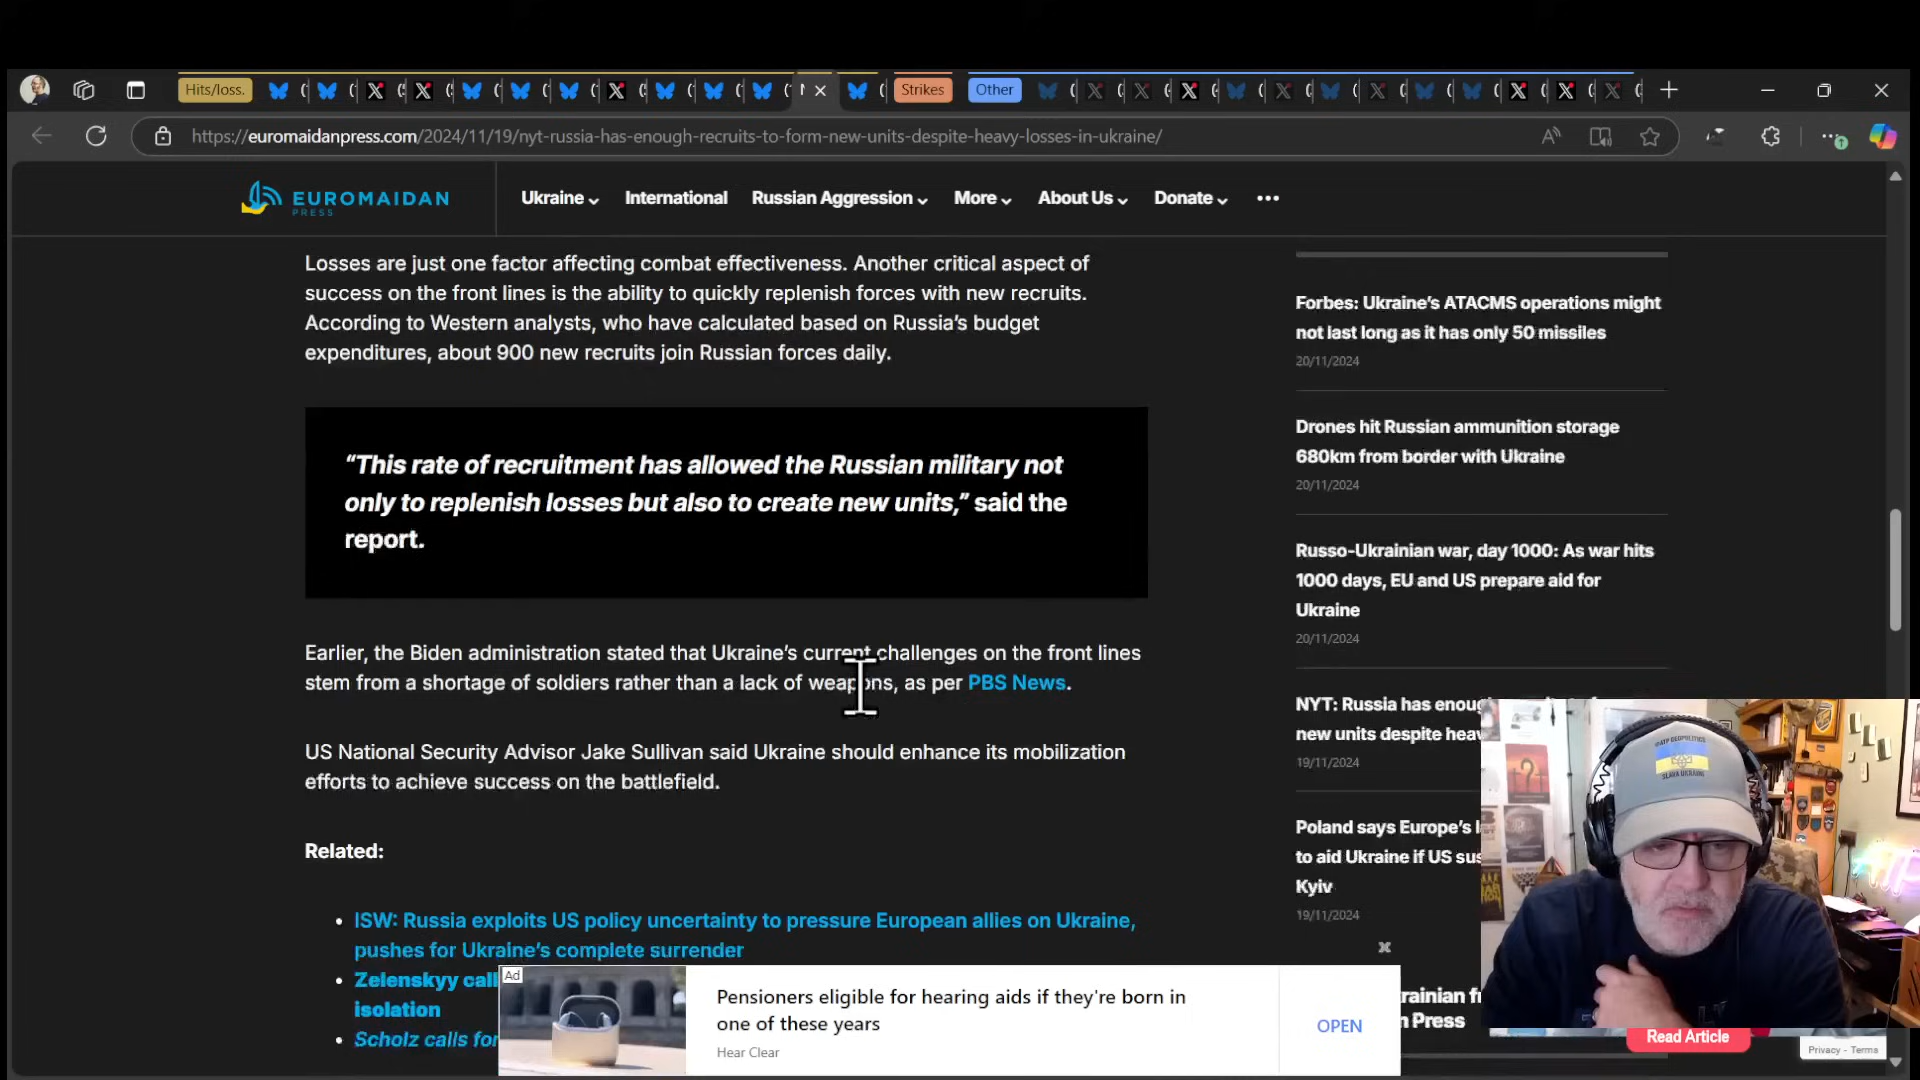 Hits/loss.
Strikes
Other
https://euromaidanpress.com/2024/11/19/nyt-russia-has-enough-recruits-to-form-new-units-despite-heavy-losses-in-ukraine/
EUROMAIDAN
PRESS
Ukraine
International
Russian Aggression
More
About Us
Donate
Losses are just one factor affecting combat effectiveness. Another critical aspect of
success on the front lines is the ability to quickly replenish forces with new recruits.
According to Western analysts, who have calculated based on Russia's budget
expenditures, about 900 new recruits join Russian forces daily.
“This rate of recruitment has allowed the Russian military not
only to replenish losses but also to create new units,” said the
report.
Earlier, the Biden administration stated that Ukraine's current challenges on the front lines
stem from a shortage of soldiers rather than a lack of weapons, as per PBS News.
US National Security Advisor Jake Sullivan said Ukraine should enhance its mobilization
efforts to achieve success on the battlefield.
Related:
• ISW: Russia exploits US policy uncertainty to pressure European allies on Ukraine,
pushes for Ukraine's complete surrender
• Zelenskyy call
isolation
• Scholz calls for
Forbes: Ukraine's ATACMS operations might
not last long as it has only 50 missiles
20/11/2024
Drones hit Russian ammunition storage
680km from border with Ukraine
20/11/2024
Russo-Ukrainian war, day 1000: As war hits
1000 days, EU and US prepare aid for
Ukraine
20/11/2024
NYT: Russia has enoug
new units despite heav
19/11/2024
Poland says Europe's l
to aid Ukraine if US sus
Kyiv
19/11/2024
rainian f
n Press
Read Article
Privacy - Terms
Ad
Pensioners eligible for hearing aids if they're born in
one of these years
Hear Clear
OPEN
@ATP GEOPOLITICS
SLAVA UKRAINI